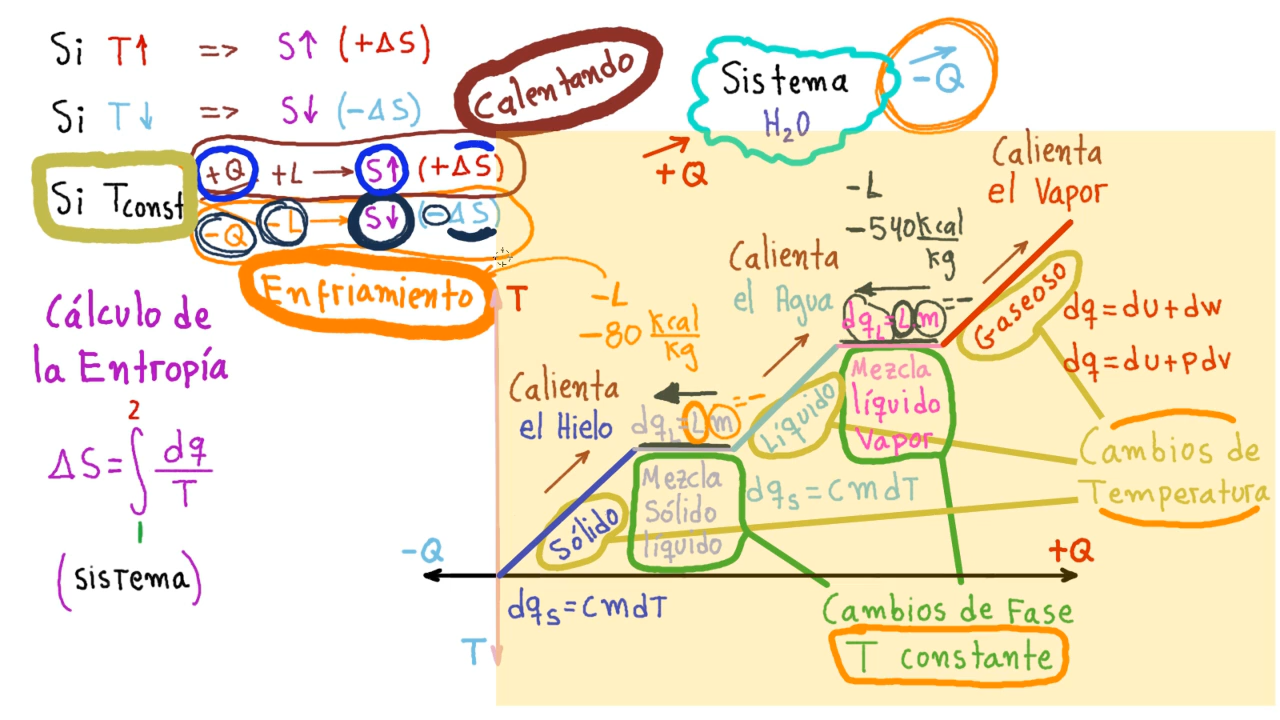 Si T↑ => S↑ (+ΔS)
Si T↓ => S↓ (-ΔS)
Calentando
Si Tconst
+Q +L → S↑ (+ΔS)
-Q -L → S↓ (-ΔS)
Enfriamiento
Sistema
H₂O
-Q
+Q
Cálculo de
la Entropía
ΔS = ∫₁² dq/T
(sistema)
T
-L
-80 kcal/kg
-L
-540 kcal/kg
Calienta
el Hielo
Calienta
el Agua
Calienta
el Vapor
dqL = Lm
dqL = Lm
Sólido
Mezcla
Sólido
líquido
Líquido
Mezcla
líquido
Vapor
Gaseoso
dq = du + dw
dq = du + Pdv
dqs = CmdT
Cambios de
Temperatura
-Q
+Q
dqs = CmdT
T
Cambios de Fase
T constante